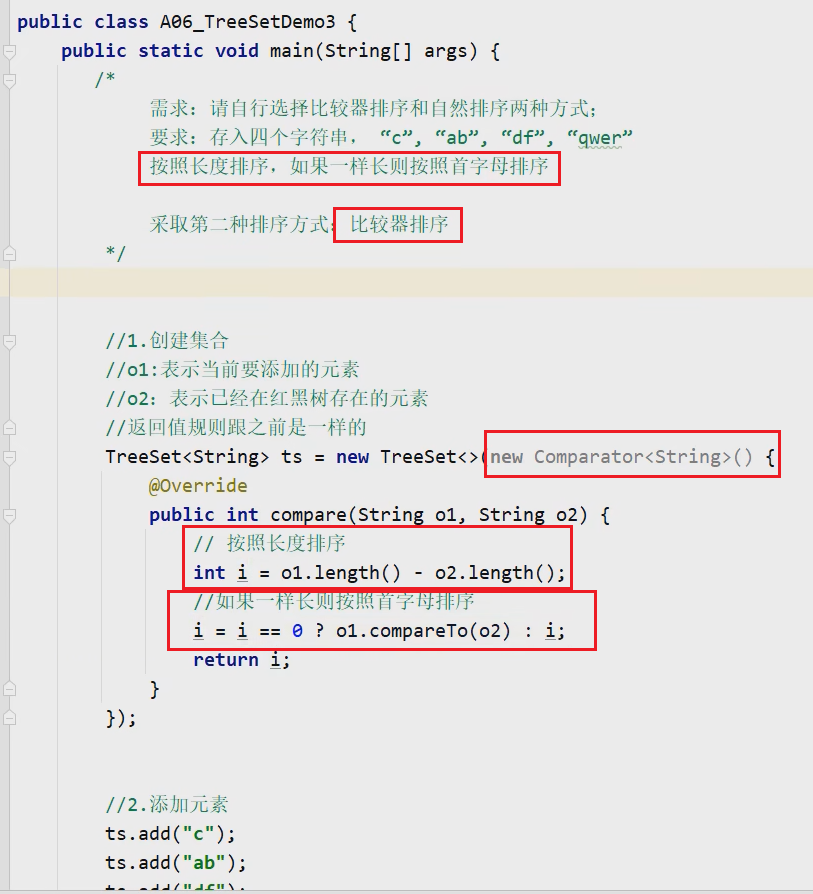 public class A06_TreeSetDemo3 {
public static void main(String[] args) {
/*
需求：请自行选择比较器排序和自然排序两种方式；
要求：存入四个字符串， “c”, “ab”, “df”, “qwer”
按照长度排序，如果一样长则按照首字母排序
采取第二种排序方式：比较器排序
*/
//1.创建集合
//o1:表示当前要添加的元素
//o2：表示已经在红黑树存在的元素
//返回值规则跟之前是一样的
TreeSet<String> ts = new TreeSet<>(new Comparator<String>() {
@Override
public int compare(String o1, String o2) {
// 按照长度排序
int i = o1.length() - o2.length();
//如果一样长则按照首字母排序
i = i == 0 ? o1.compareTo(o2) : i;
return i;
}
});
//2.添加元素
ts.add("c");
ts.add("ab");
ts.add("df");